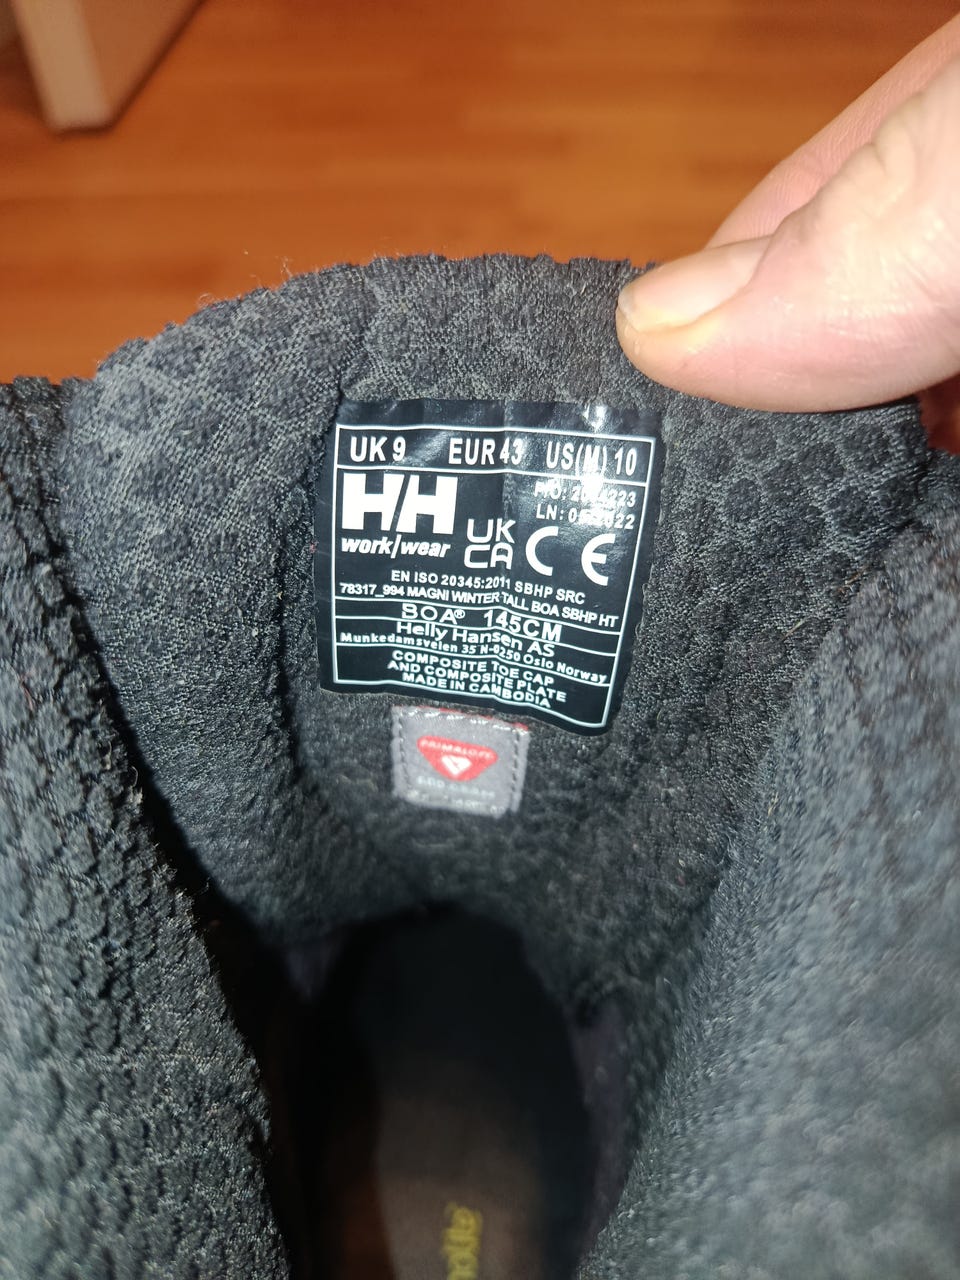 UK 9 EUR 43 US(M) 10
HH
work/wear
UK
CA
CE
LN:
EN ISO 20345:2011 SBHP SRC
78317_994 MAGNI WINTER TALL BOA SBHP HT
BOA® 145CM
Helly Hansen AS
Munkedamsveien 35 N-0250 Oslo Norway
COMPOSITE TOE CAP
AND COMPOSITE PLATE
MADE IN CAMBODIA
PRIMALOFT